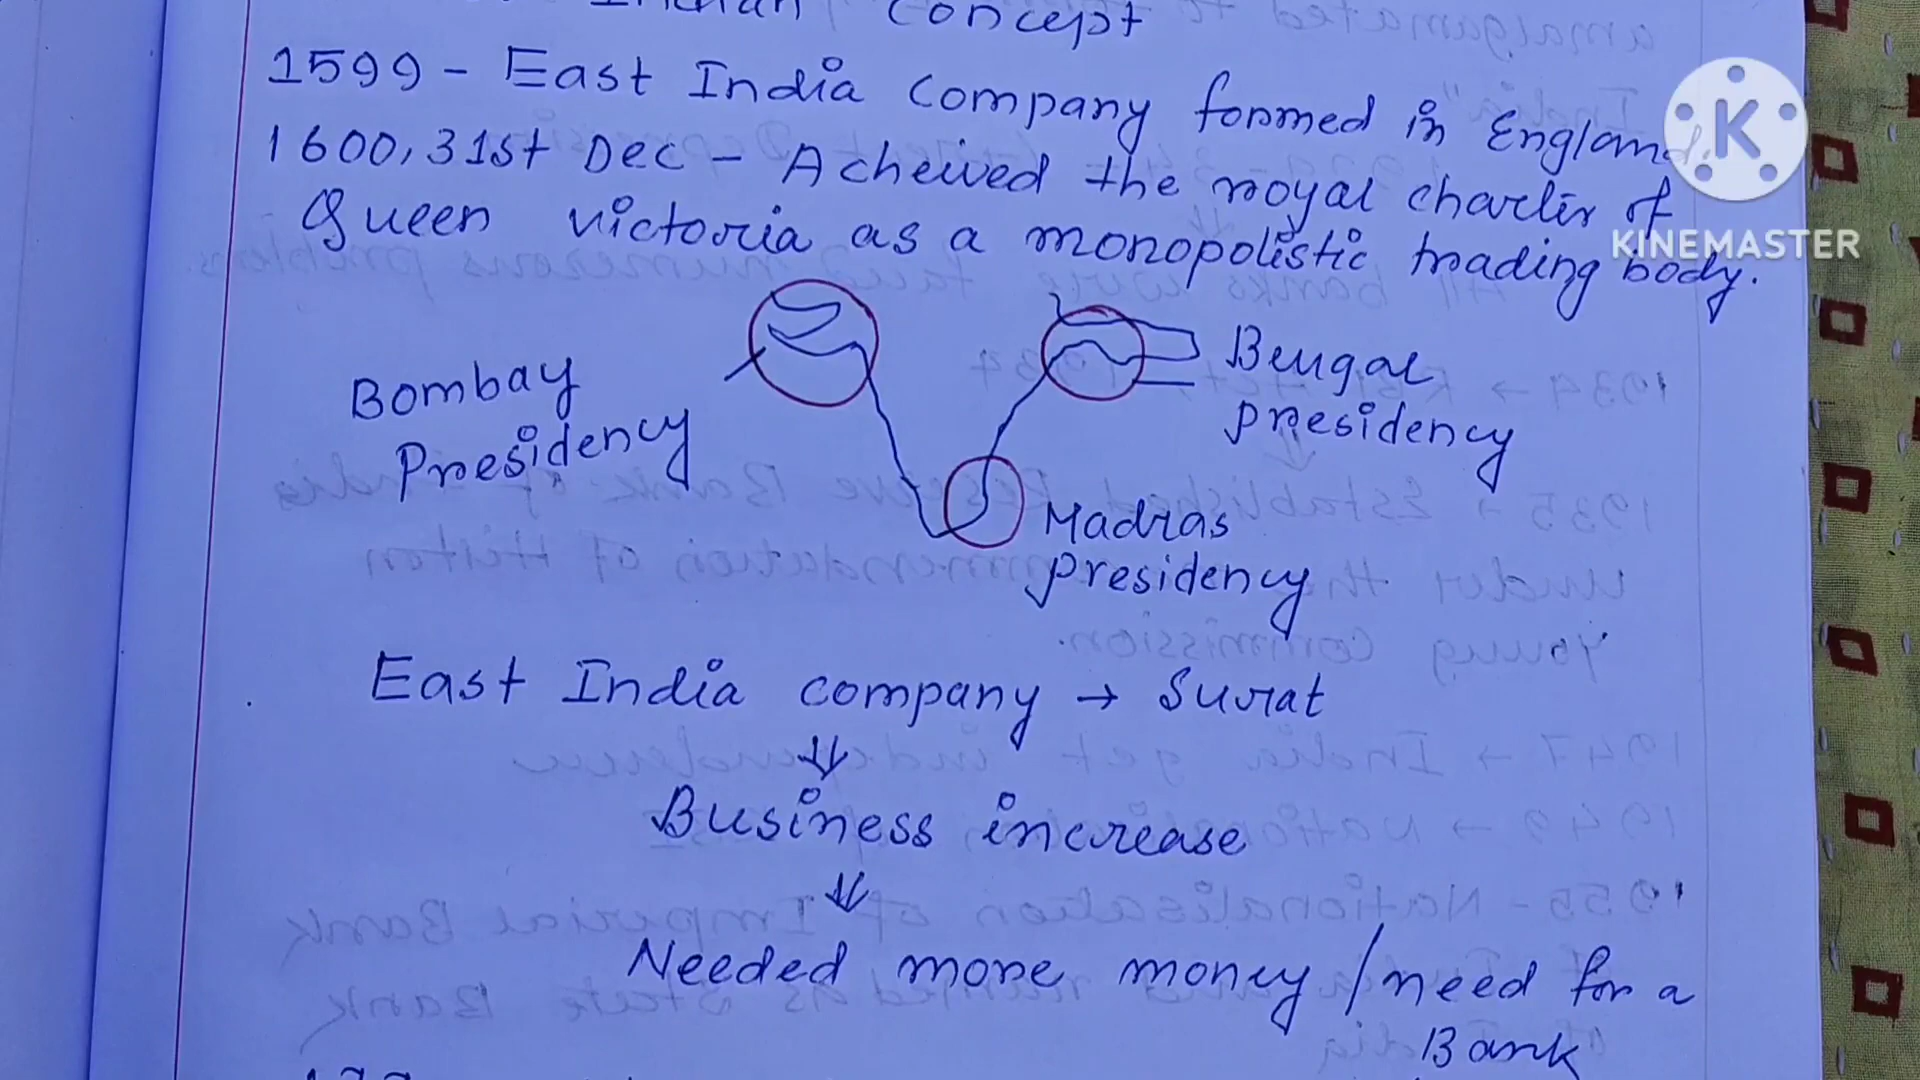 Indian Concept
1599 - East India Company formed in England.
1600, 31st Dec - Acheived the royal charter of
Queen victoria as a monopolistic trading body.
Bombay
Presidency
Bengal
presidency
Madras
presidency
East India company → Surat
Business increase
Needed more money / need for a
Bank
K
KINEMASTER